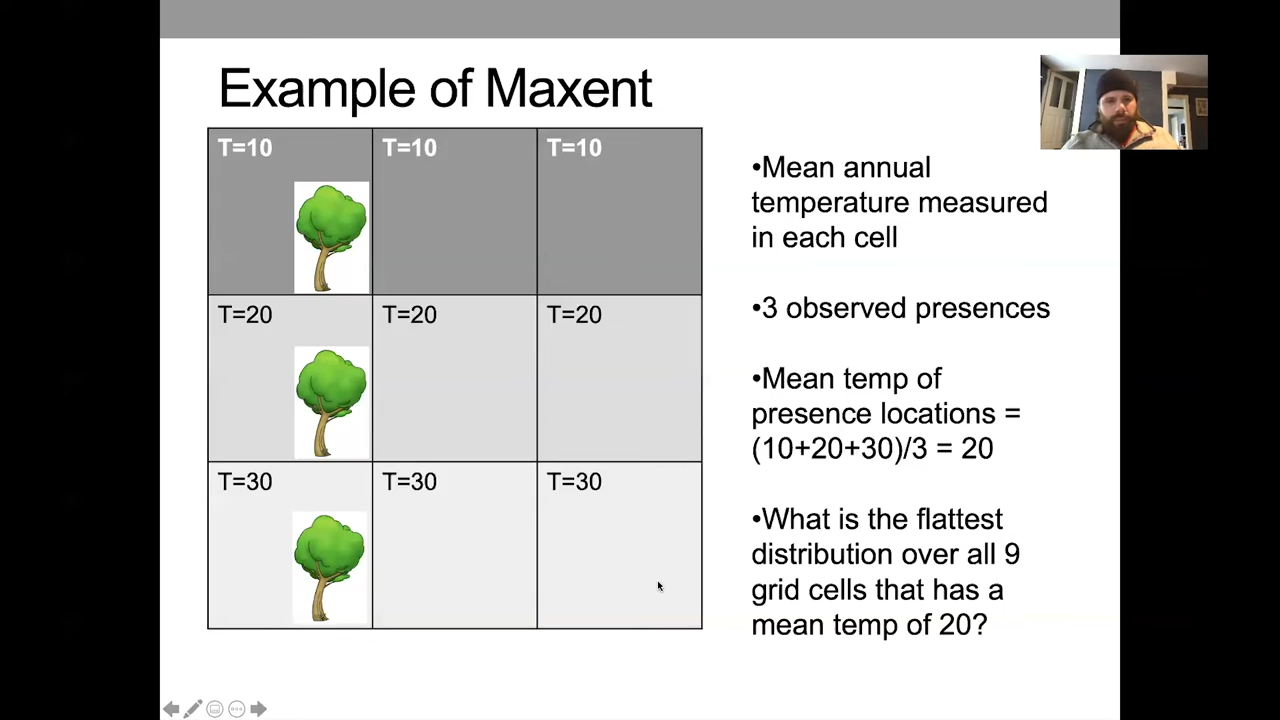 Example of Maxent
T=10 T=10 T=10
T=20 T=20 T=20
T=30 T=30 T=30
•Mean annual
temperature measured
in each cell
•3 observed presences
•Mean temp of
presence locations =
(10+20+30)/3 = 20
•What is the flattest
distribution over all 9
grid cells that has a
mean temp of 20?